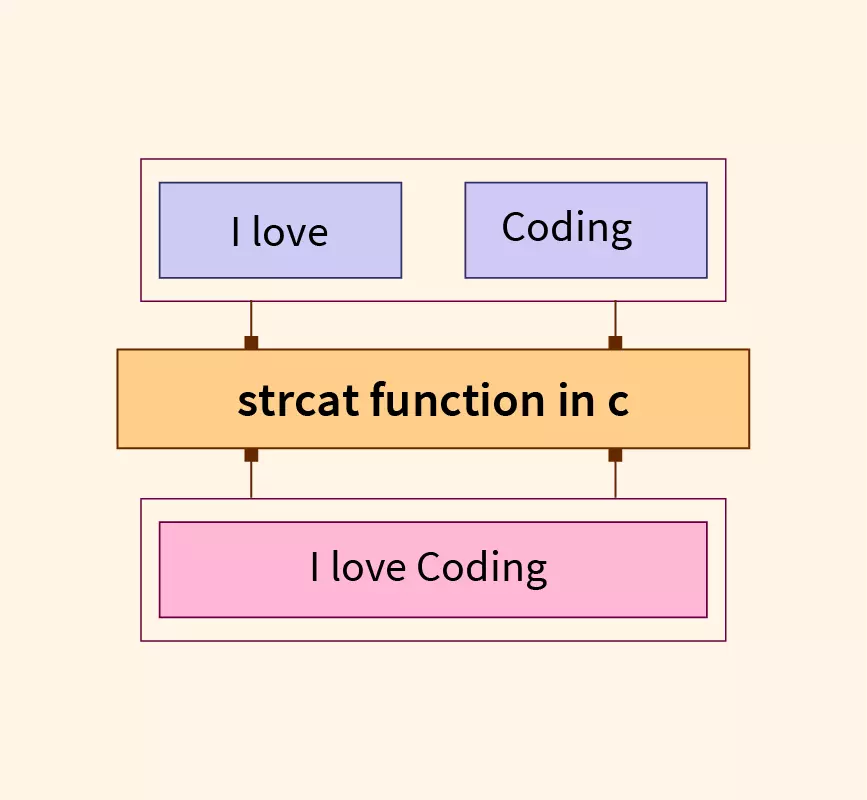 I love
Coding
strcat function in c
I love Coding